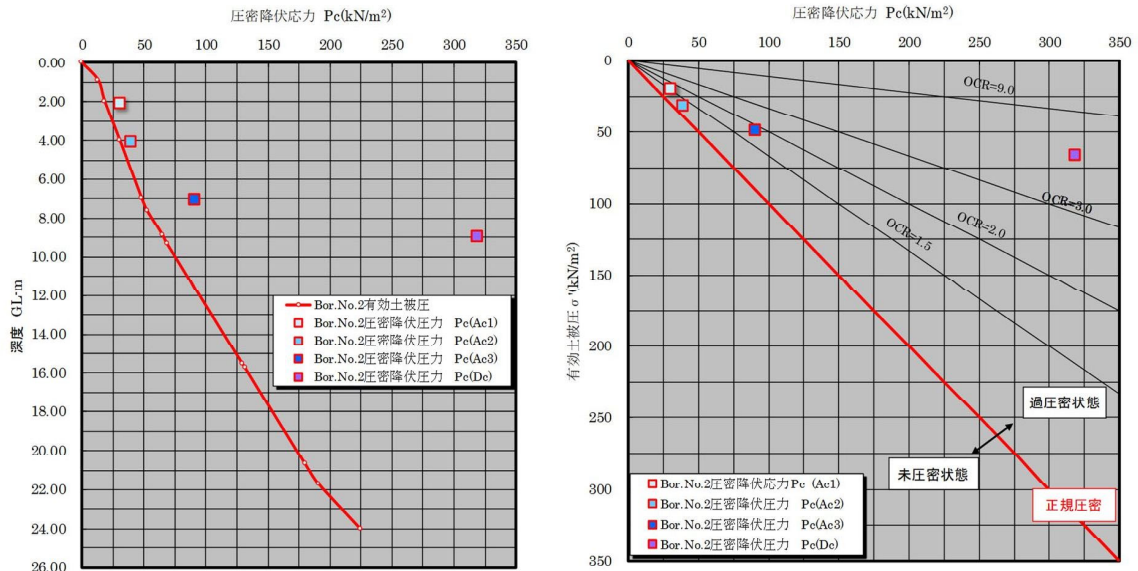 圧密降伏応力 Pc(kN/m²)
0 50 100 150 200 250 300 350
0.00
2.00
4.00
6.00
8.00
10.00
12.00
14.00
16.00
18.00
20.00
22.00
24.00
26.00
深度 GL-m
Bor.No.2有効土被圧
Bor.No.2圧密降伏圧力 Pc(Ac1)
Bor.No.2圧密降伏圧力 Pc(Ac2)
Bor.No.2圧密降伏圧力 Pc(Ac3)
Bor.No.2圧密降伏圧力 Pc(Dc)
圧密降伏応力 Pc(kN/m²)
0 50 100 150 200 250 300 350
0
50
100
150
200
250
300
350
有効土被圧σ'(kN/m²)
OCR=9.0
OCR=3.0
OCR=2.0
OCR=1.5
過圧密状態
未圧密状態
正規圧密
Bor.No.2圧密降伏応力Pc (Ac1)
Bor.No.2圧密降伏圧力 Pc(Ac2)
Bor.No.2圧密降伏圧力 Pc(Ac3)
Bor.No.2圧密降伏圧力 Pc(Dc)